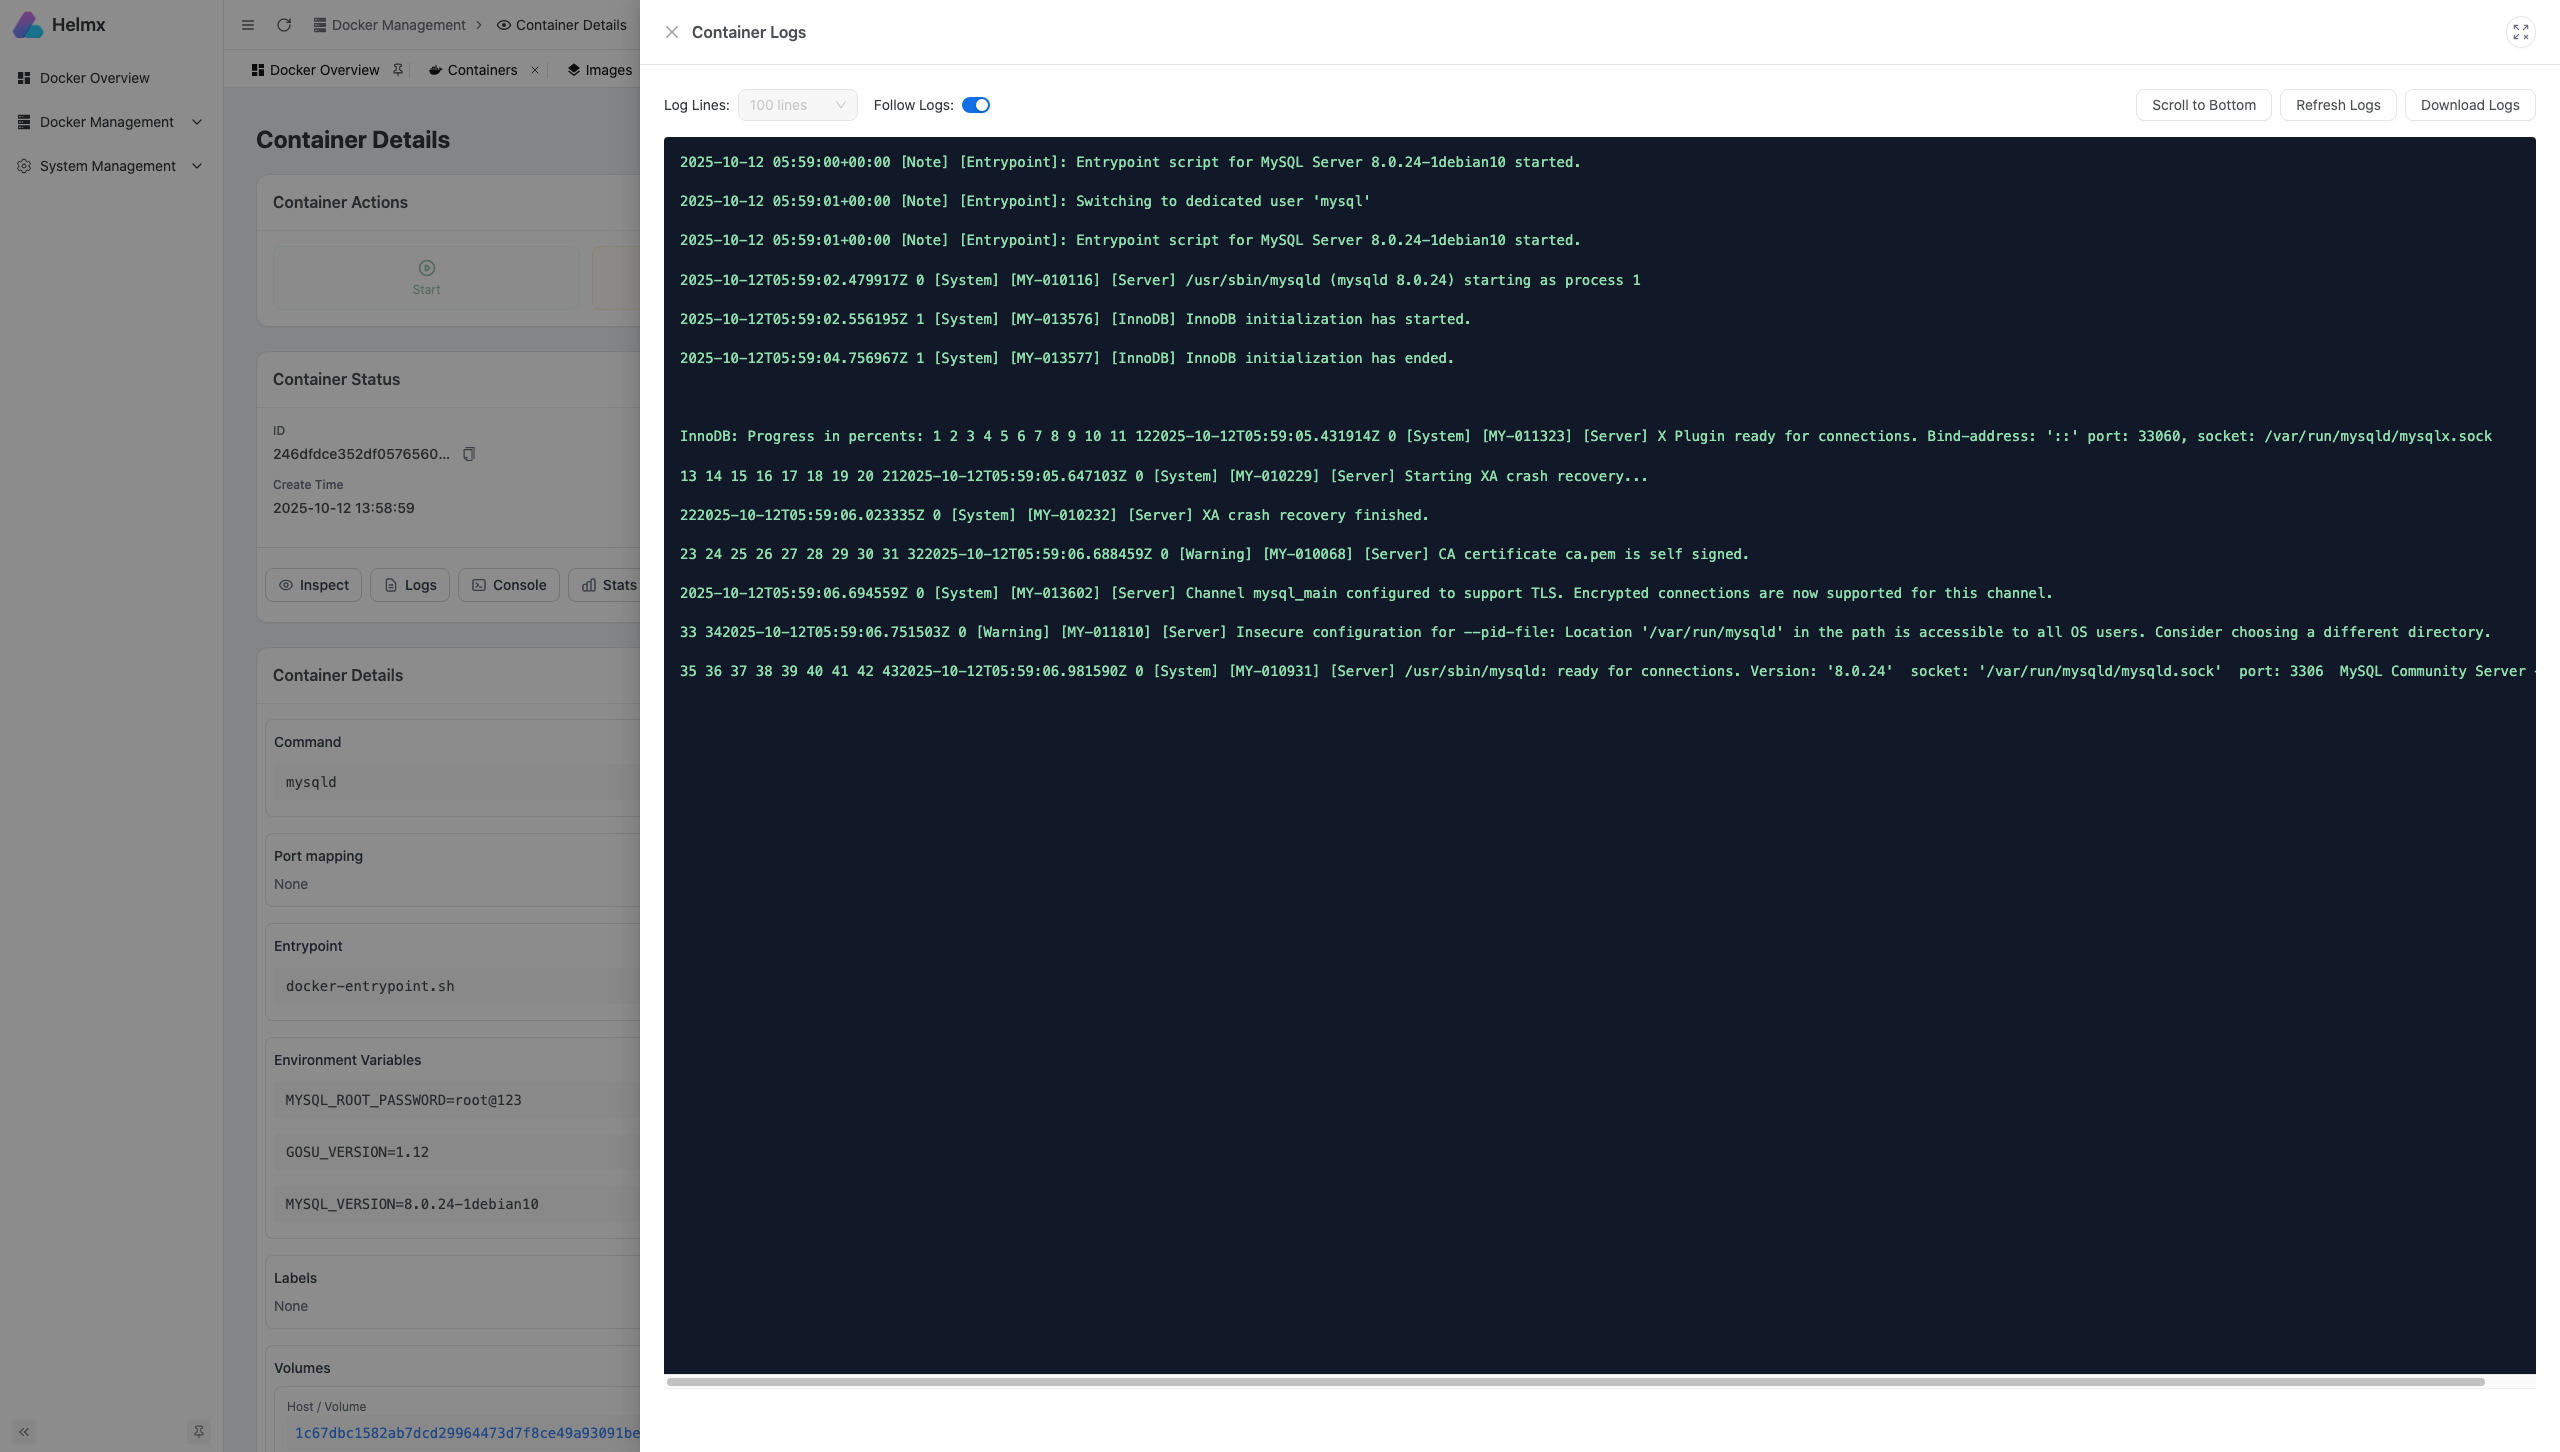 Helmx
Docker Overview
Docker Management
System Management
Docker Management
Container Details
Docker Overview
Containers
Images
Container Details
Container Actions
Start
Container Status
ID
246dfdce352df0576560...
Create Time
2025-10-12 13:58:59
Inspect
Logs
Console
Stats
Container Details
Command
mysqld
Port mapping
None
Entrypoint
docker-entrypoint.sh
Environment Variables
MYSQL_ROOT_PASSWORD=root@123
GOSU_VERSION=1.12
MYSQL_VERSION=8.0.24-1debian10
Labels
None
Volumes
Host / Volume
1c67dbc1582ab7dcd29964473d7f8ce49a93091be
Container Logs
Log Lines: 100 lines Follow Logs:
Scroll to Bottom
Refresh Logs
Download Logs
2025-10-12 05:59:00+00:00 [Note] [Entrypoint]: Entrypoint script for MySQL Server 8.0.24-1debian10 started.
2025-10-12 05:59:01+00:00 [Note] [Entrypoint]: Switching to dedicated user 'mysql'
2025-10-12 05:59:01+00:00 [Note] [Entrypoint]: Entrypoint script for MySQL Server 8.0.24-1debian10 started.
2025-10-12T05:59:02.479917Z 0 [System] [MY-010116] [Server] /usr/sbin/mysqld (mysqld 8.0.24) starting as process 1
2025-10-12T05:59:02.556195Z 1 [System] [MY-013576] [InnoDB] InnoDB initialization has started.
2025-10-12T05:59:04.756967Z 1 [System] [MY-013577] [InnoDB] InnoDB initialization has ended.
InnoDB: Progress in percents: 1 2 3 4 5 6 7 8 9 10 11 122025-10-12T05:59:05.431914Z 0 [System] [MY-011323] [Server] X Plugin ready for connections. Bind-address: '::' port: 33060, socket: /var/run/mysqld/mysqlx.sock
13 14 15 16 17 18 19 20 212025-10-12T05:59:05.647103Z 0 [System] [MY-010229] [Server] Starting XA crash recovery...
222025-10-12T05:59:06.023335Z 0 [System] [MY-010232] [Server] XA crash recovery finished.
23 24 25 26 27 28 29 30 31 322025-10-12T05:59:06.688459Z 0 [Warning] [MY-010068] [Server] CA certificate ca.pem is self signed.
2025-10-12T05:59:06.694559Z 0 [System] [MY-013602] [Server] Channel mysql_main configured to support TLS. Encrypted connections are now supported for this channel.
33 342025-10-12T05:59:06.751503Z 0 [Warning] [MY-011810] [Server] Insecure configuration for --pid-file: Location '/var/run/mysqld' in the path is accessible to all OS users. Consider choosing a different directory.
35 36 37 38 39 40 41 42 432025-10-12T05:59:06.981590Z 0 [System] [MY-010931] [Server] /usr/sbin/mysqld: ready for connections. Version: '8.0.24'  socket: '/var/run/mysqld/mysqld.sock'  port: 3306  MySQL Community Server